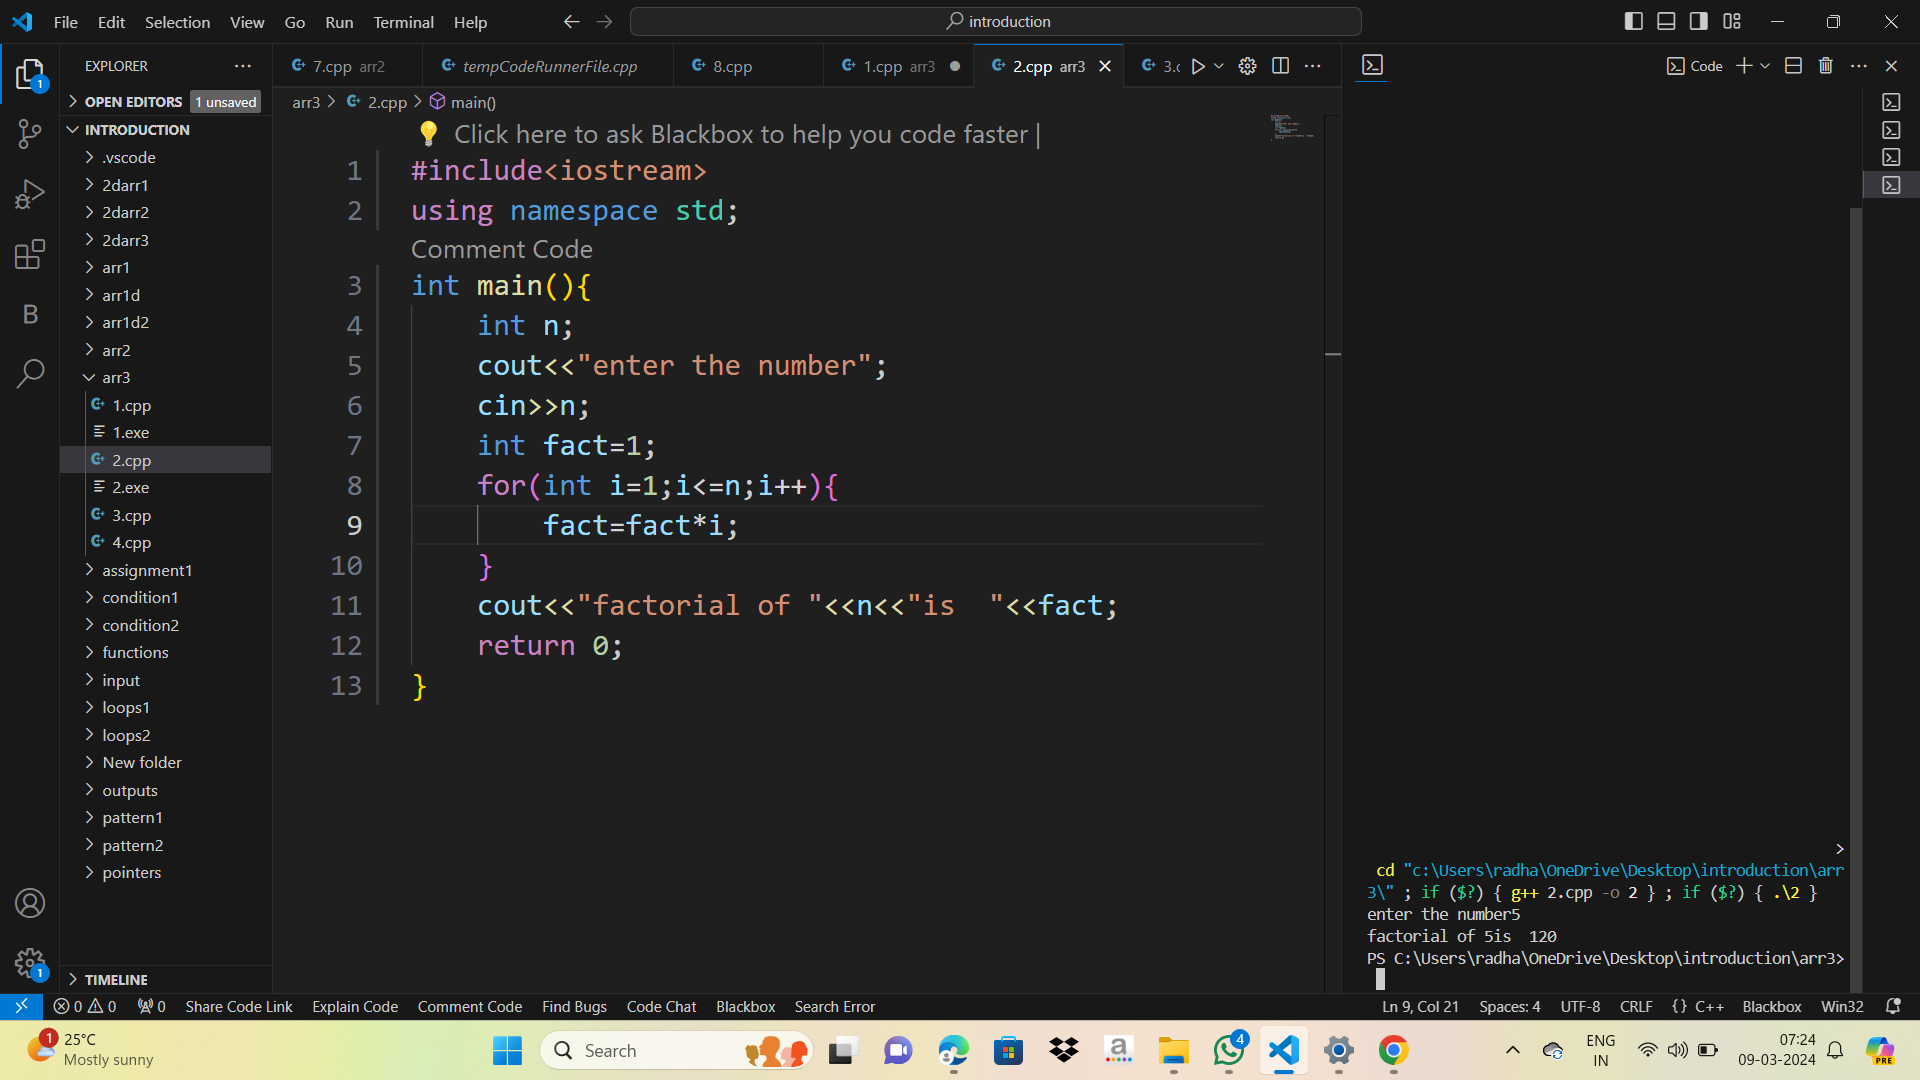 File Edit Selection View Go Run Terminal Help
introduction
EXPLORER
OPEN EDITORS 1 unsaved
INTRODUCTION
.vscode
2darr1
2darr2
2darr3
arr1
arr1d
arr1d2
arr2
arr3
1.cpp
1.exe
2.cpp
2.exe
3.cpp
4.cpp
assignment1
condition1
condition2
functions
input
loops1
loops2
New folder
outputs
pattern1
pattern2
pointers
TIMELINE
7.cpp arr2 tempCodeRunnerFile.cpp 8.cpp 1.cpp arr3 2.cpp arr3 3.c
arr3 > 2.cpp > main()
Click here to ask Blackbox to help you code faster |
1 #include<iostream>
2 using namespace std;
Comment Code
3 int main(){
4 int n;
5 cout<<"enter the number";
6 cin>>n;
7 int fact=1;
8 for(int i=1;i<=n;i++){
9 fact=fact*i;
10 }
11 cout<<"factorial of "<<n<<"is  "<<fact;
12 return 0;
13 }
Code
>
cd "c:\Users\radha\OneDrive\Desktop\introduction\arr
3\" ; if ($?) { g++ 2.cpp -o 2 } ; if ($?) { .\2 }
enter the number5
factorial of 5is  120
PS C:\Users\radha\OneDrive\Desktop\introduction\arr3>
0 0 0 Share Code Link Explain Code Comment Code Find Bugs Code Chat Blackbox Search Error
Ln 9, Col 21 Spaces: 4 UTF-8 CRLF {} C++ Blackbox Win32
1 25°C
Mostly sunny
Search
a
4
ENG
IN
07:24
09-03-2024
PRE